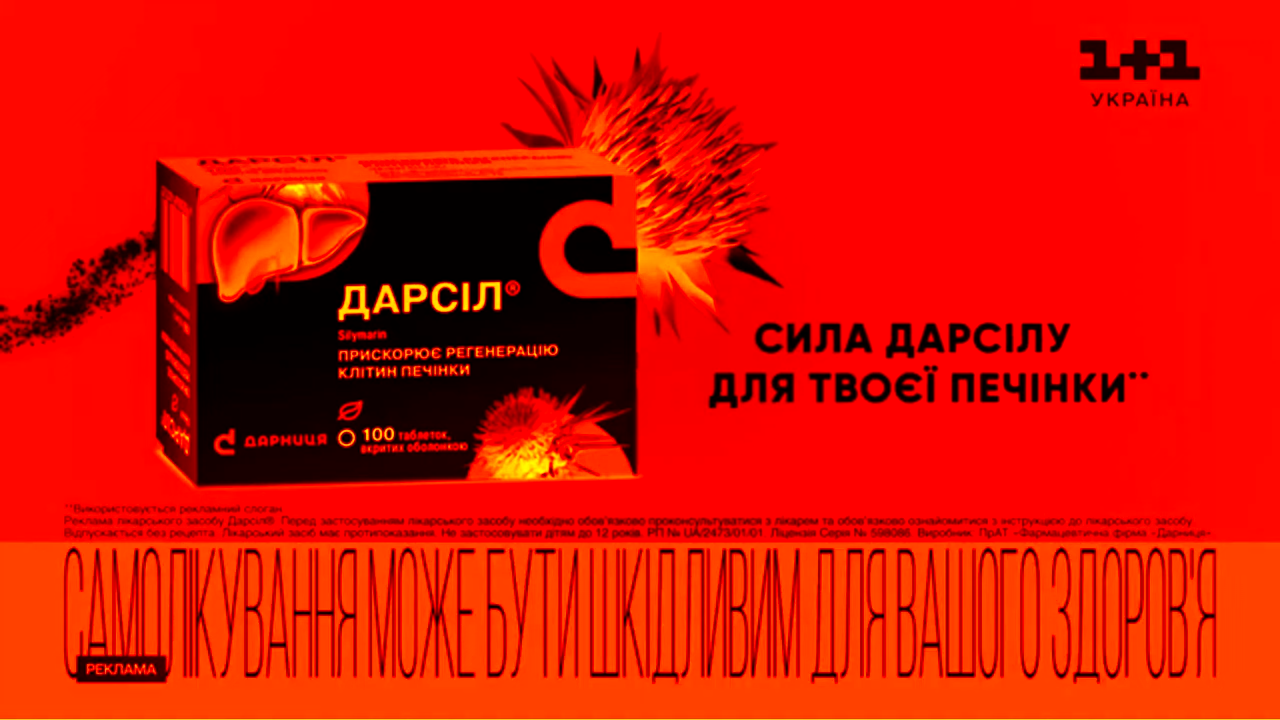 1+1
УКРАЇНА
ДАРСІЛ®
ДАРСІЛ®
Silymarin
ПРИСКОРЮЄ РЕГЕНЕРАЦІЮ
КЛІТИН ПЕЧІНКИ
ДАРНИЦЯ
100 таблеток,
вкритих оболонкою
СИЛА ДАРСІЛУ
ДЛЯ ТВОЄЇ ПЕЧІНКИ**
**Використовується рекламний слоган.
Реклама лікарського засобу Дарсіл®. Перед застосуванням лікарського засобу необхідно обов'язково проконсультуватися з лікарем та обов'язково ознайомитися з інструкцією до лікарського засобу.
Відпускається без рецепта. Лікарський засіб має протипоказання. Не застосовувати дітям до 12 років. РП № UA/2473/01/01. Ліцензія Серія № 598086. Виробник: ПрАТ «Фармацевтична фірма «Дарниця».
САМОЛІКУВАННЯ МОЖЕ БУТИ ШКІДЛИВИМ ДЛЯ ВАШОГО ЗДОРОВ'Я
РЕКЛАМА